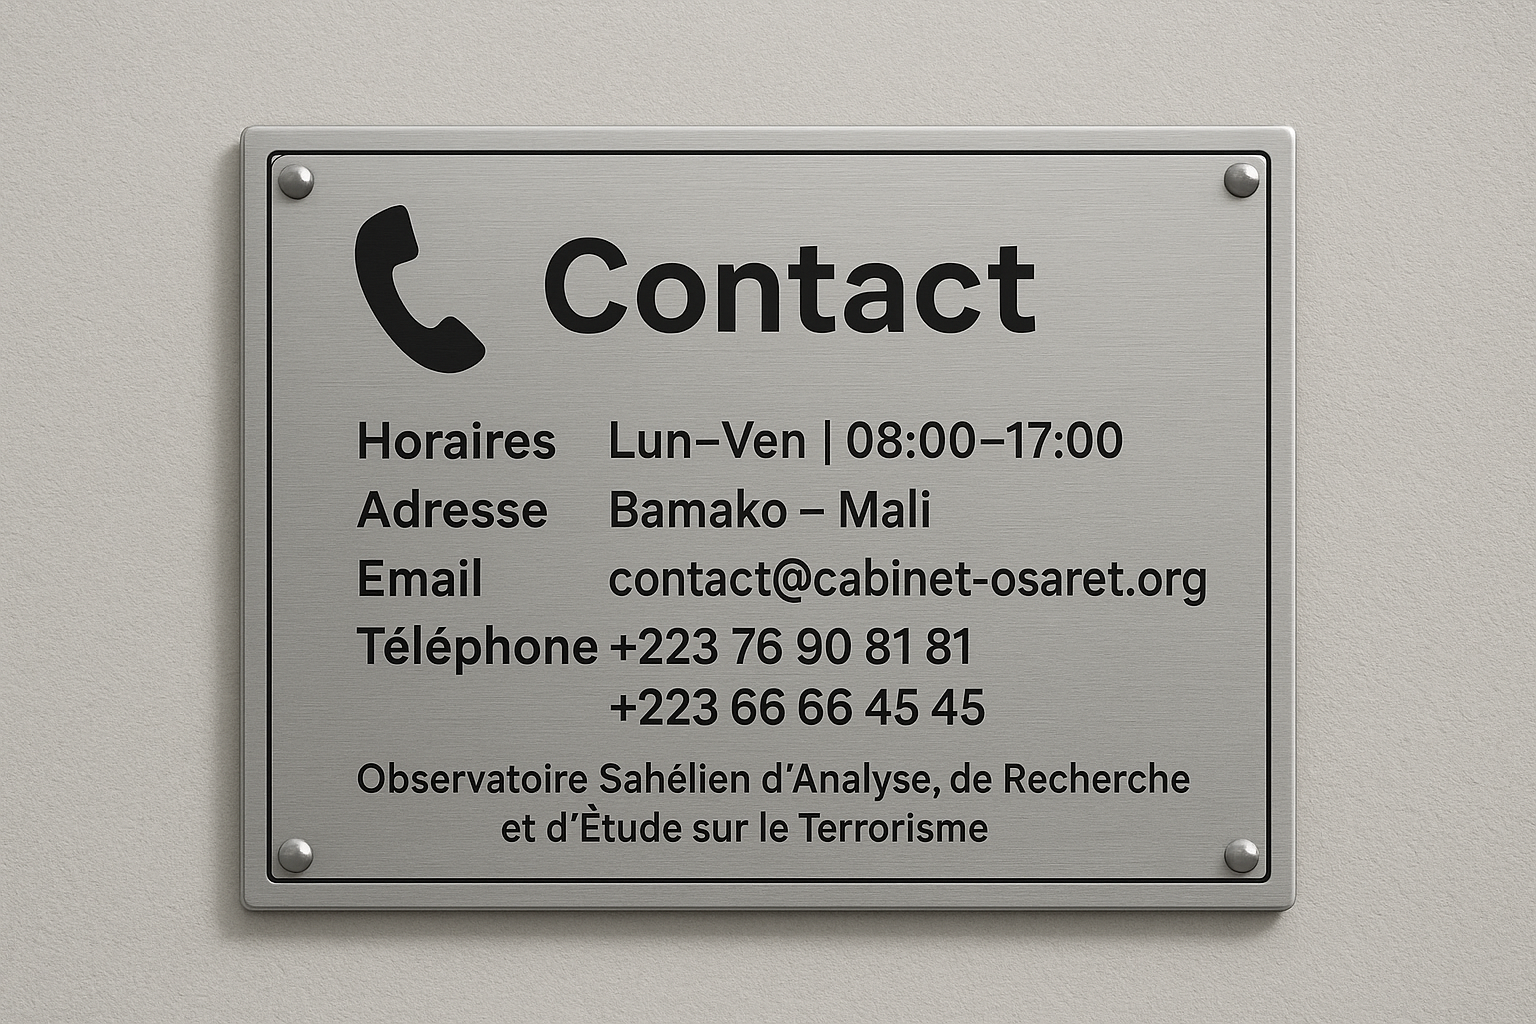 Contact
Horaires Lun–Ven | 08:00–17:00
Adresse Bamako – Mali
Email contact@cabinet-osaret.org
Téléphone +223 76 90 81 81
+223 66 66 45 45
Observatoire Sahélien d’Analyse, de Recherche
et d’Ètude sur le Terrorisme